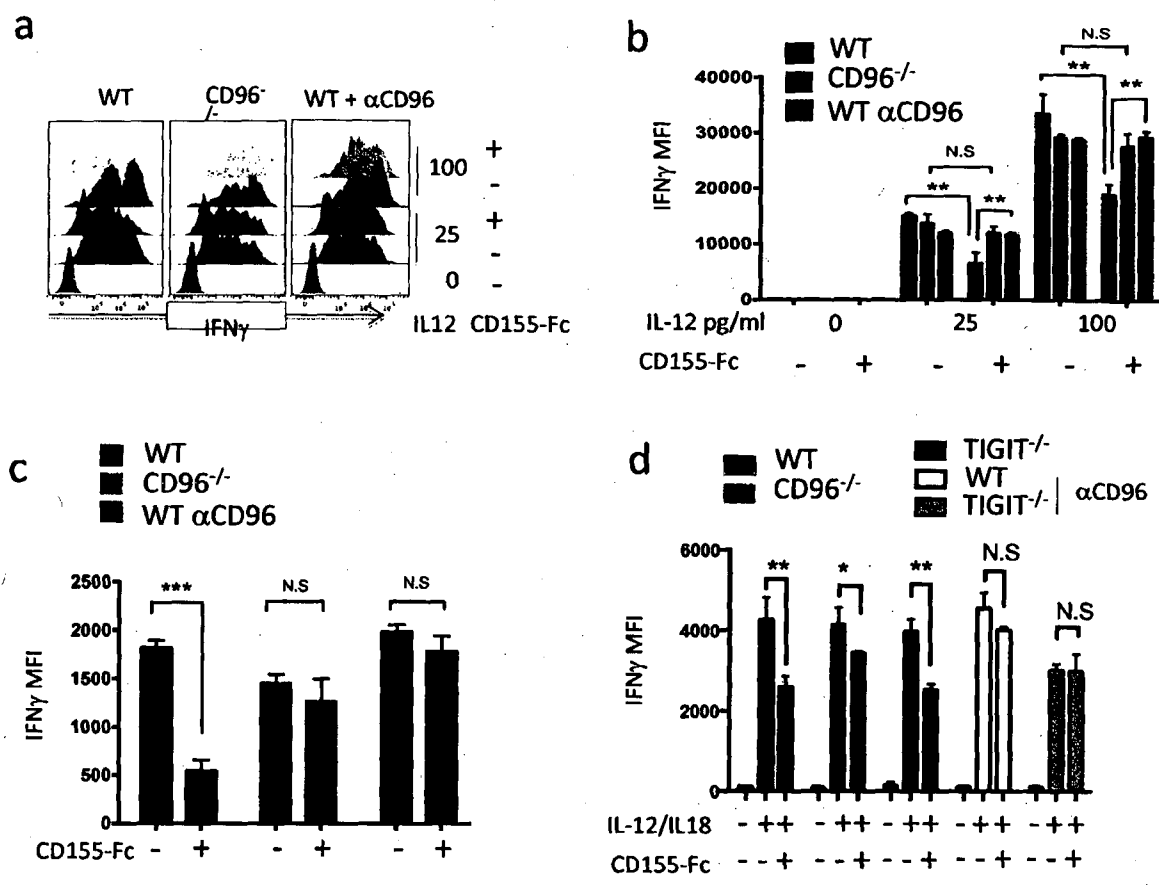 a
WT
CD96-
/-
WT + αCD96
100
+
-
25
+
-
0
-
IFNγ
IL12 CD155-Fc
b
WT
CD96-/-
WT αCD96
N.S
**
**
N.S
**
**
40000
30000
20000
10000
0
IFNγ MFI
IL-12 pg/ml 0 25 100
CD155-Fc - + - + - +
c
WT
CD96-/-
WT αCD96
*** N.S N.S
2500
2000
1500
1000
500
0
IFNγ MFI
CD155-Fc - + - + - +
d
WT
CD96-/-
TIGIT-/-
WT
TIGIT-/-
αCD96
** * ** N.S N.S
6000
4000
2000
0
IFNγ MFI
IL-12/IL18 - + + - + + - + + - + + - + +
CD155-Fc - - + - - + - - + - - + - - +